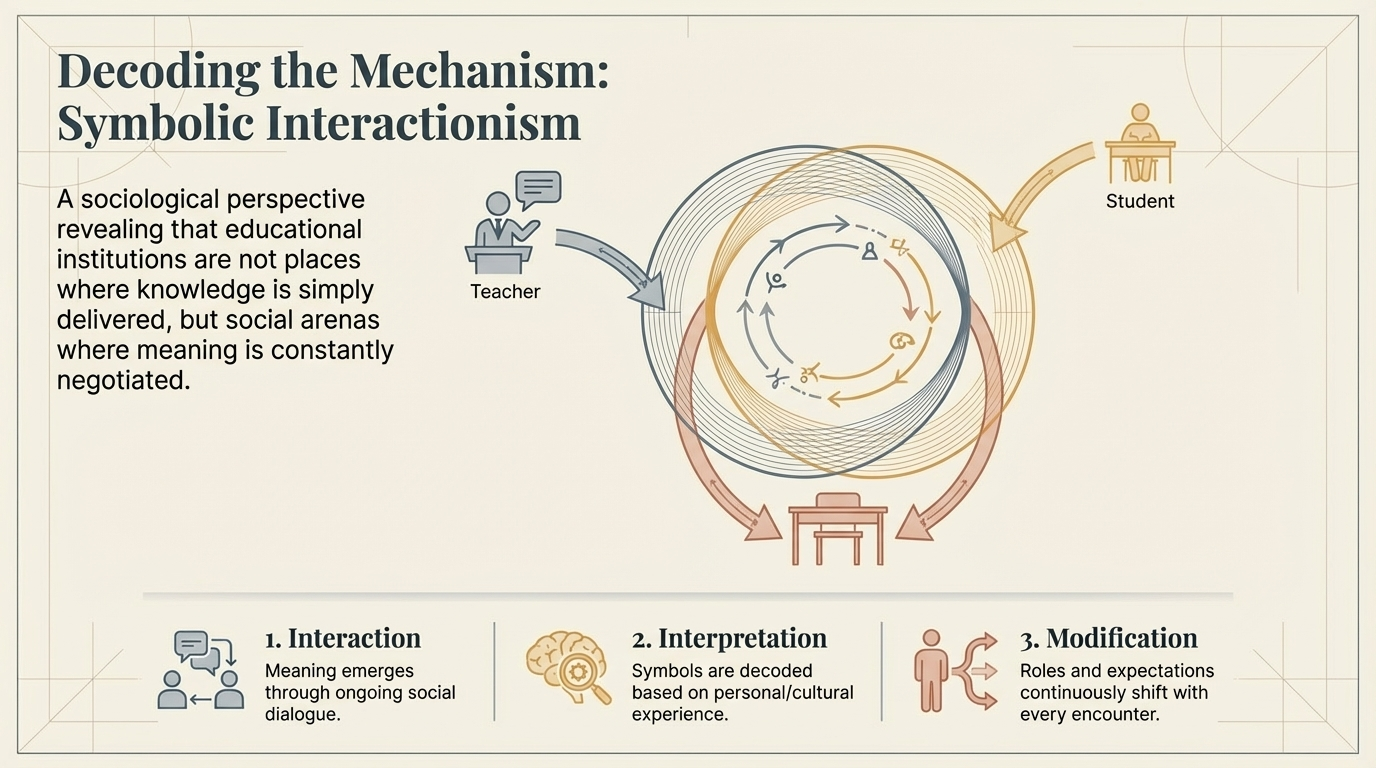 Decoding the Mechanism:
Symbolic Interactionism
A sociological perspective
revealing that educational
institutions are not places
where knowledge is simply
delivered, but social arenas
where meaning is constantly
negotiated.
Teacher
Student
1. Interaction
Meaning emerges
through ongoing social
dialogue.
2. Interpretation
Symbols are decoded
based on personal/cultural
experience.
3. Modification
Roles and expectations
continuously shift with
every encounter.